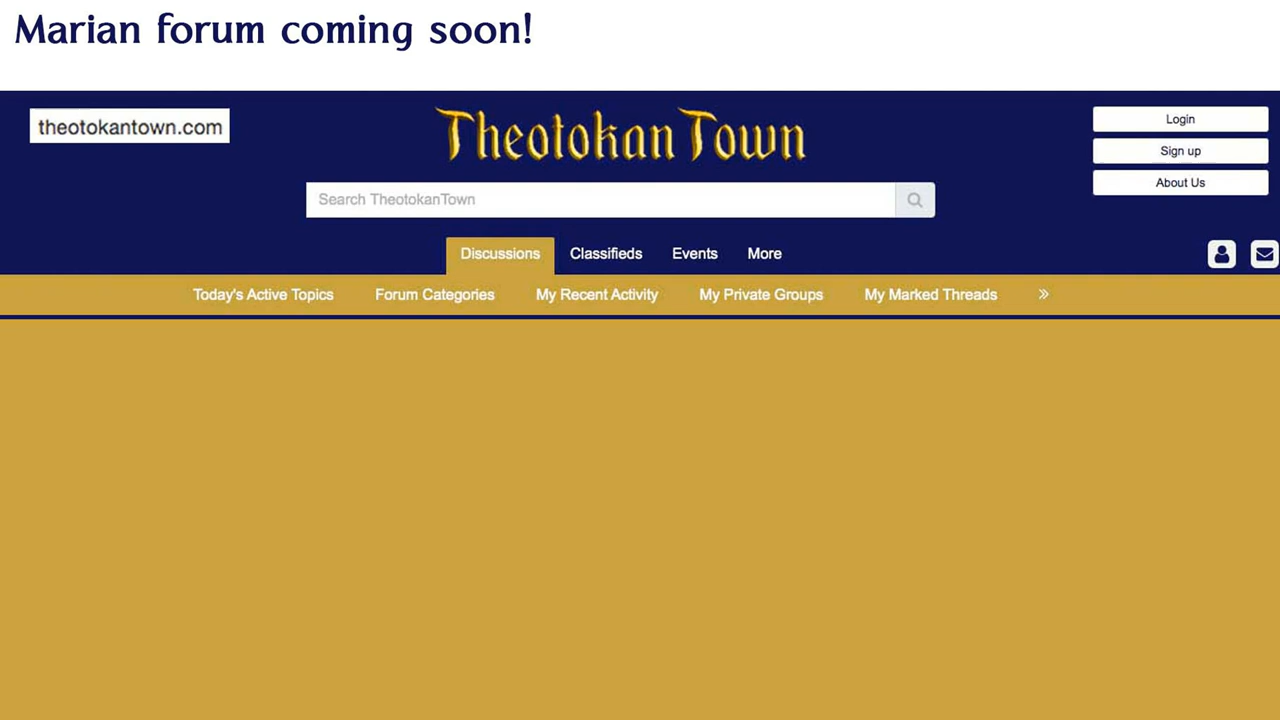 Marian forum coming soon!
theotokantown.com
TheotokanTown
Login
Sign up
About Us
Search TheotokanTown
Discussions Classifieds Events More
Today's Active Topics Forum Categories My Recent Activity My Private Groups My Marked Threads »